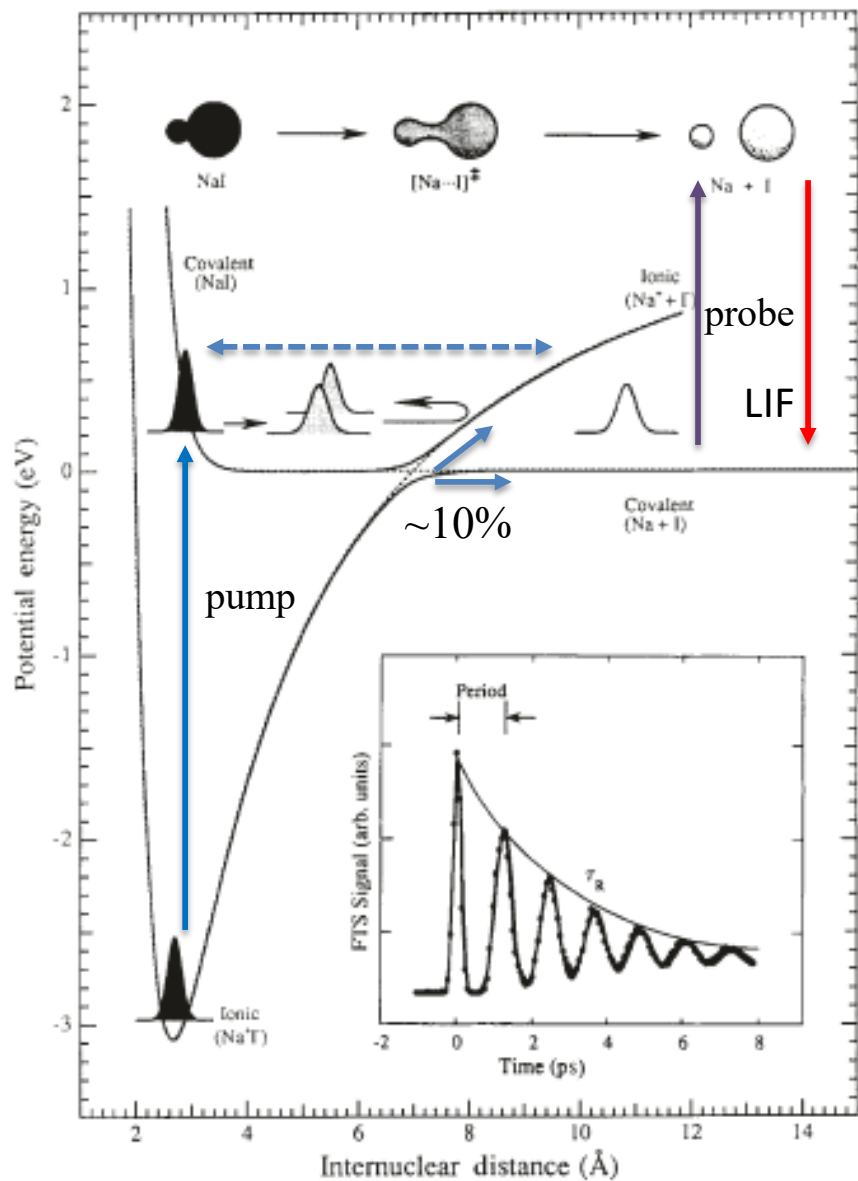 2
NaI
[Na···I]‡
Na + I
Covalent
(NaI)
Ionic
(Na⁺ + I⁻)
1
probe
LIF
0
~10%
Covalent
(Na + I)
pump
Potential energy (eV)
-1
-2
-3
Ionic
(Na⁺I⁻)
Period
τR
FTS Signal (arb. units)
-2 0 2 4 6 8
Time (ps)
2 4 6 8 10 12 14
Internuclear distance (Å)